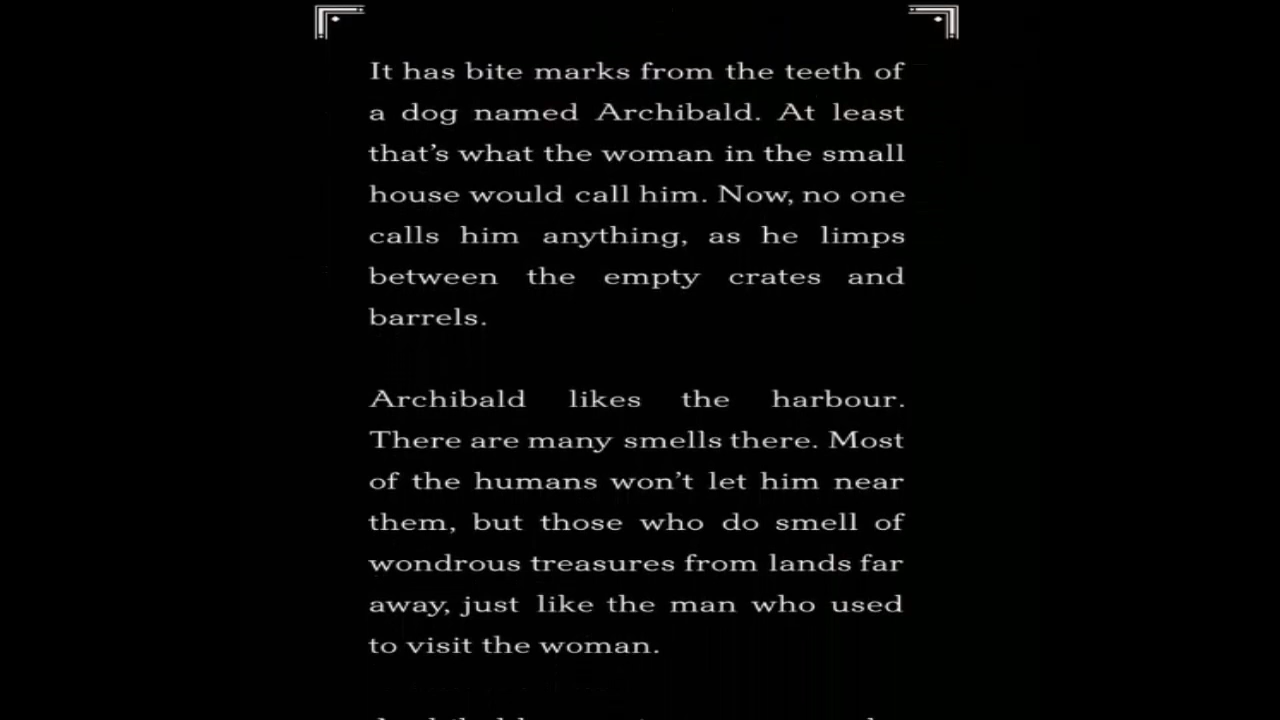 It has bite marks from the teeth of
a dog named Archibald. At least
that's what the woman in the small
house would call him. Now, no one
calls him anything, as he limps
between the empty crates and
barrels.
Archibald likes the harbour.
There are many smells there. Most
of the humans won't let him near
them, but those who do smell of
wondrous treasures from lands far
away, just like the man who used
to visit the woman.